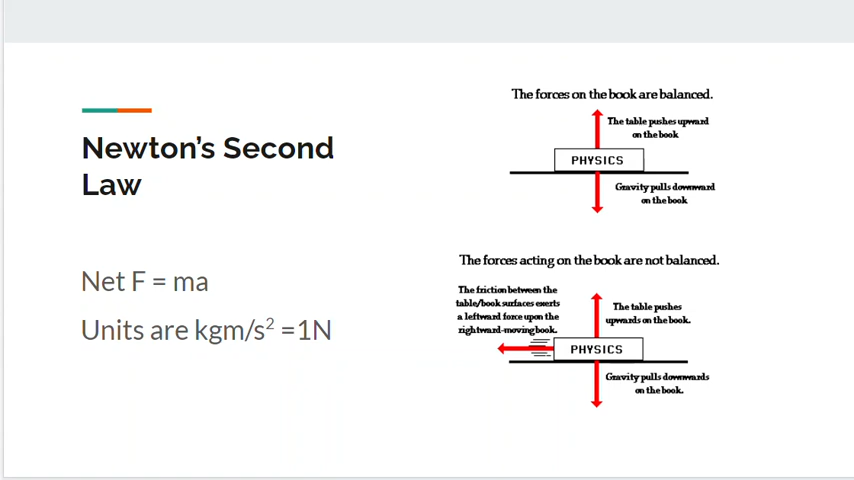 Newton's Second
Law
Net F = ma
Units are kgm/s² =1N
The forces on the book are balanced.
The table pushes upward
on the book
PHYSICS
Gravity pulls downward
on the book
The forces acting on the book are not balanced.
The friction between the
table/book surfaces exerts
a leftward force upon the
rightward-moving book.
The table pushes
upwards on the book.
PHYSICS
Gravity pulls downwards
on the book.